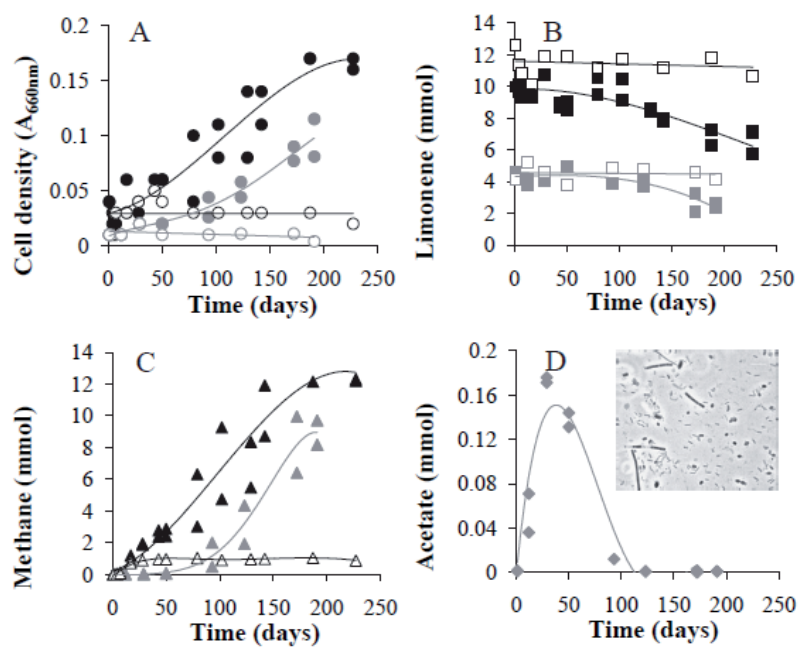 A
Cell density (A660nm)
0.2
0.15
0.1
0.05
0
0 50 100 150 200 250
Time (days)
B
Limonene (mmol)
14
12
10
8
6
4
2
0
0 50 100 150 200 250
Time (days)
C
Methane (mmol)
14
12
10
8
6
4
2
0
0 50 100 150 200 250
Time (days)
D
Acetate (mmol)
0.2
0.16
0.12
0.08
0.04
0
0 50 100 150 200 250
Time (days)